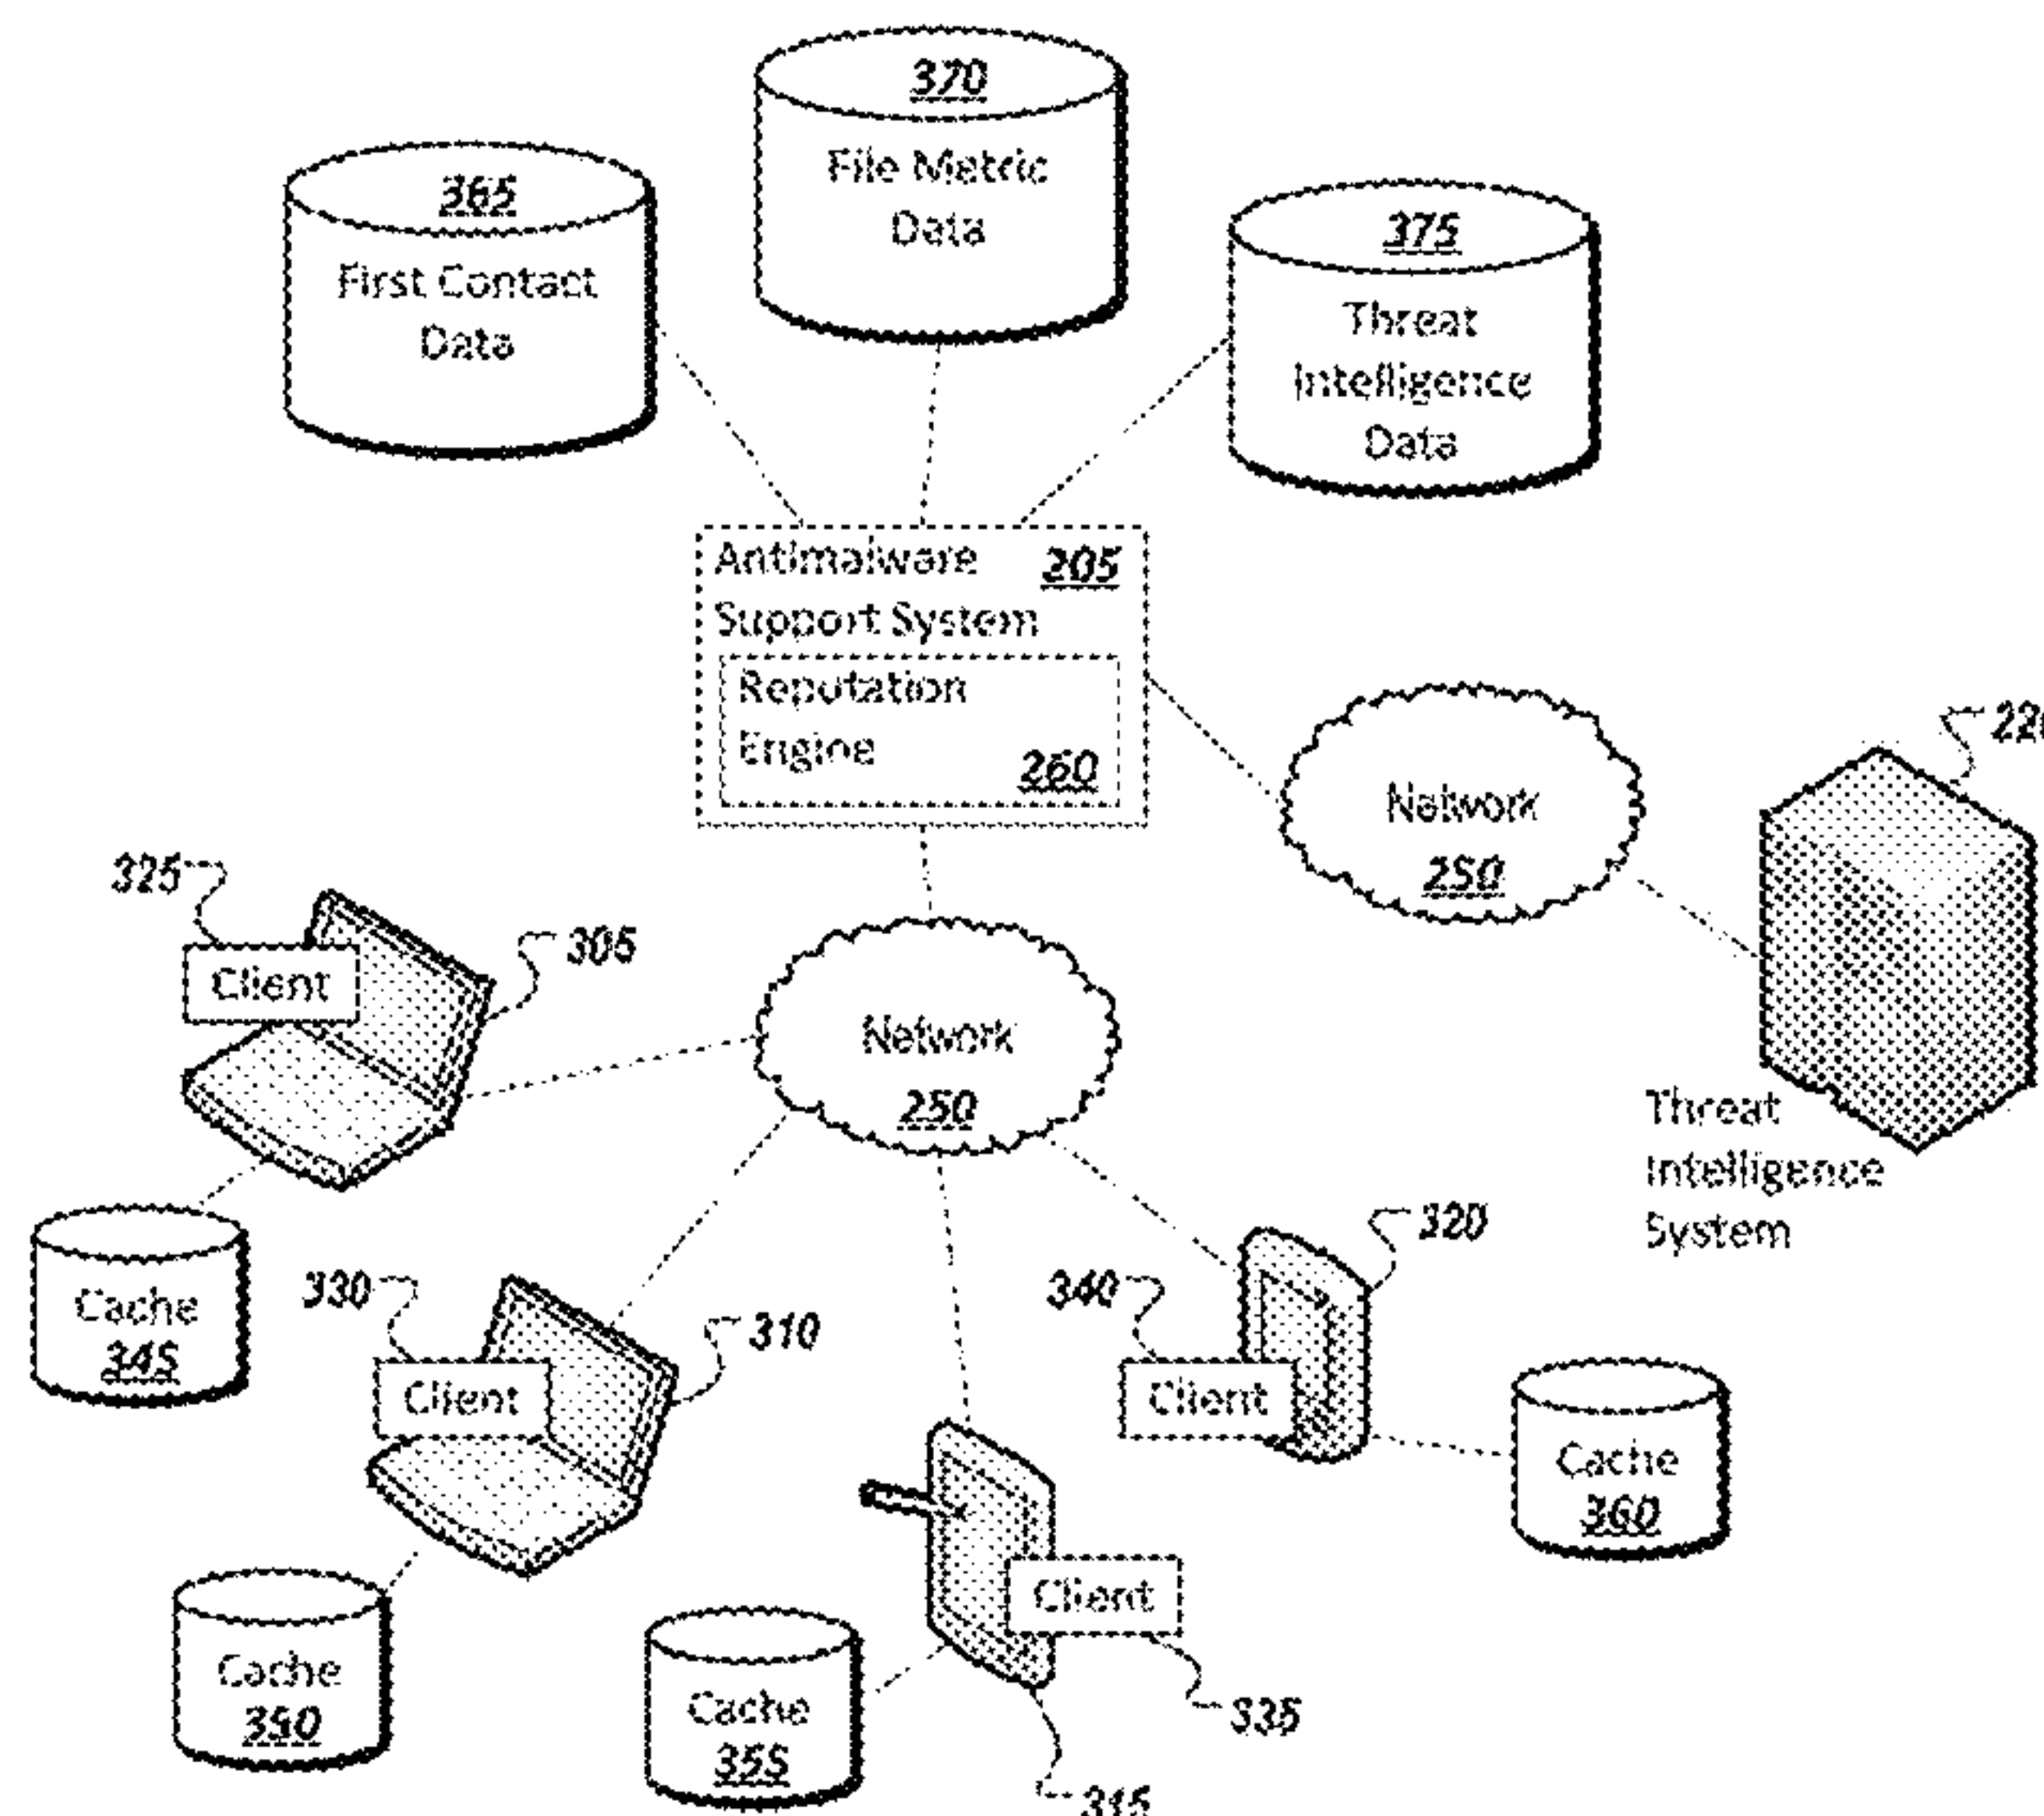 370
File Metric
Data
365
First Contact
Data
375
Threat
Intelligence
Data
Antimalware 205
Support System
Reputation
Engine 260
Network
250
325
Client
305
Network
250
Threat
Intelligence
System
Cache
345
330
Client
310
340
Client
320
Cache
360
Client
335
315
Cache
350
Cache
355